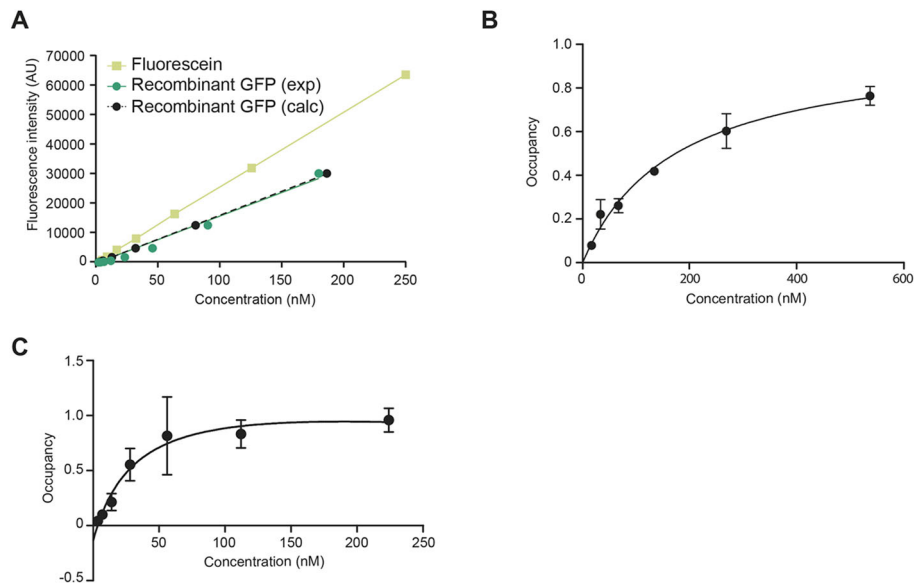 A
Fluorescence intensity (AU)
70000
60000
50000
40000
30000
20000
10000
0
Fluorescein
Recombinant GFP (exp)
Recombinant GFP (calc)
0 50 100 150 200 250
Concentration (nM)
B
Occupancy
1.0
0.8
0.6
0.4
0.2
0
0 200 400 600
Concentration (nM)
C
Occupancy
1.5
1.0
0.5
0
-0.5
50 100 150 200 250
Concentration (nM)